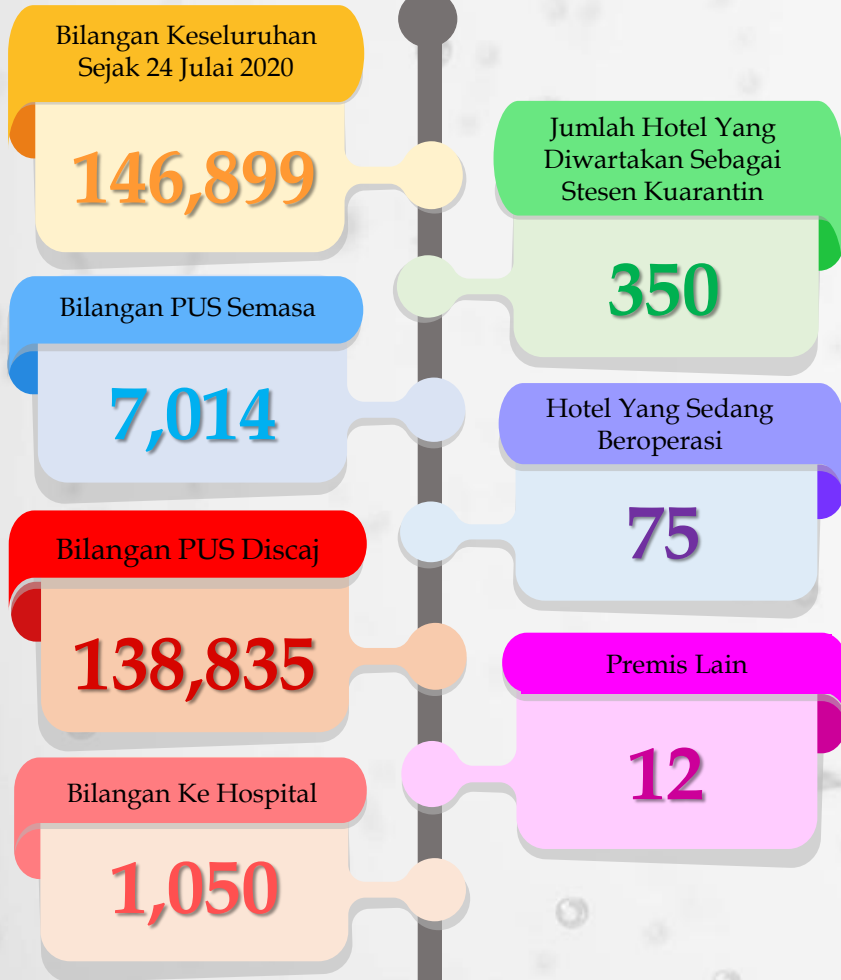 Bilangan Keseluruhan
Sejak 24 Julai 2020
146,899
Jumlah Hotel Yang
Diwartakan Sebagai
Stesen Kuarantin
350
Bilangan PUS Semasa
7,014
Hotel Yang Sedang
Beroperasi
75
Bilangan PUS Discaj
138,835
Premis Lain
12
Bilangan Ke Hospital
1,050